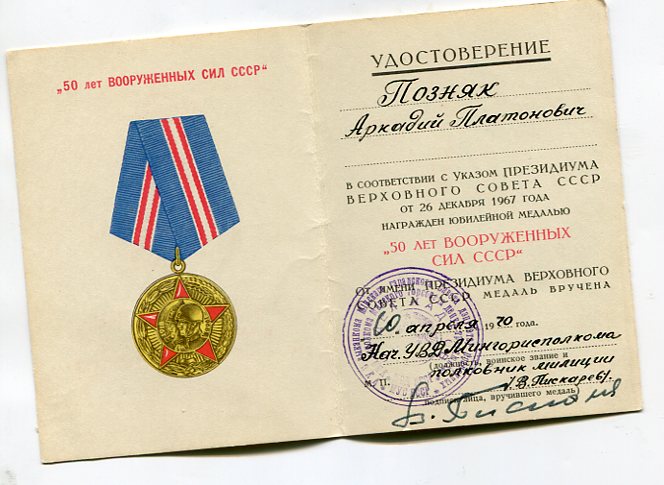 „50 лет ВООРУЖЕННЫХ СИЛ СССР“
УДОСТОВЕРЕНИЕ
Позняк
Аркадий Платонович
В СООТВЕТСТВИИ С УКАЗОМ ПРЕЗИДИУМА
ВЕРХОВНОГО СОВЕТА СССР
ОТ 26 ДЕКАБРЯ 1967 ГОДА
НАГРАЖДЕН ЮБИЛЕЙНОЙ МЕДАЛЬЮ
„50 ЛЕТ ВООРУЖЕННЫХ
СИЛ СССР“
ОТ ИМЕНИ ПРЕЗИДИУМА ВЕРХОВНОГО
СОВЕТА СССР МЕДАЛЬ ВРУЧЕНА
10 апреля 1970 года.
Нач. УВД Мингорисполкома
(должность, воинское звание и
полковник милиции
М. П.
/В. Пискарев/.
подпись лица, вручившего медаль)